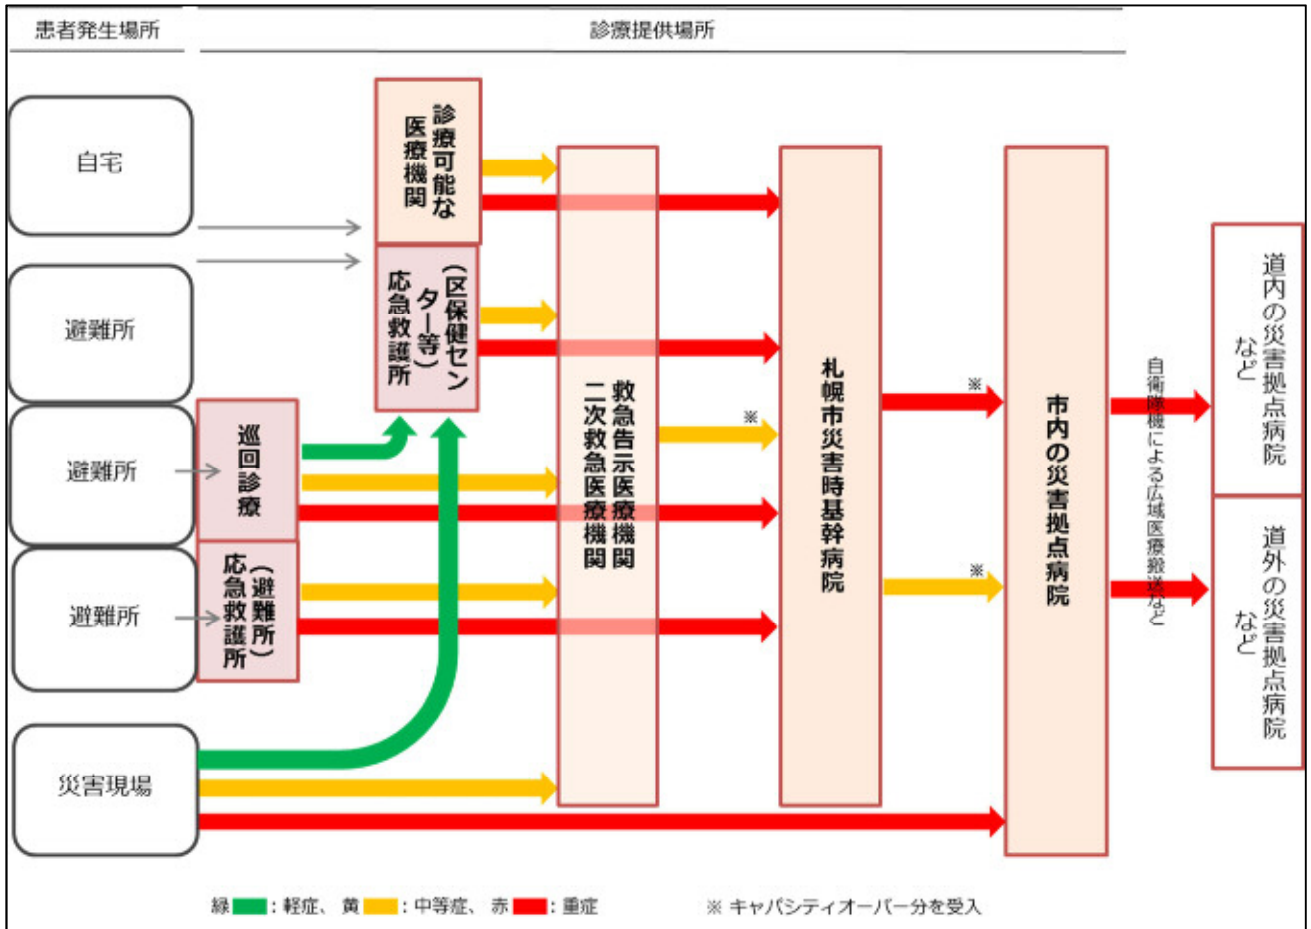 患者発生場所
診療提供場所
自宅
避難所
避難所
避難所
災害現場
診療可能な
医療機関
(区保健セン
ター等)
応急救護所
巡回診療
(避難所)
応急救護所
救急告示医療機関
二次救急医療機関
※
札幌市災害時基幹病院
※
※
市内の災害拠点病院
自衛隊機による広域医療搬送など
道内の災害拠点病院
など
道外の災害拠点病院
など
緑 : 軽症、 黄 : 中等症、 赤 : 重症
※ キャパシティオーバー分を受入